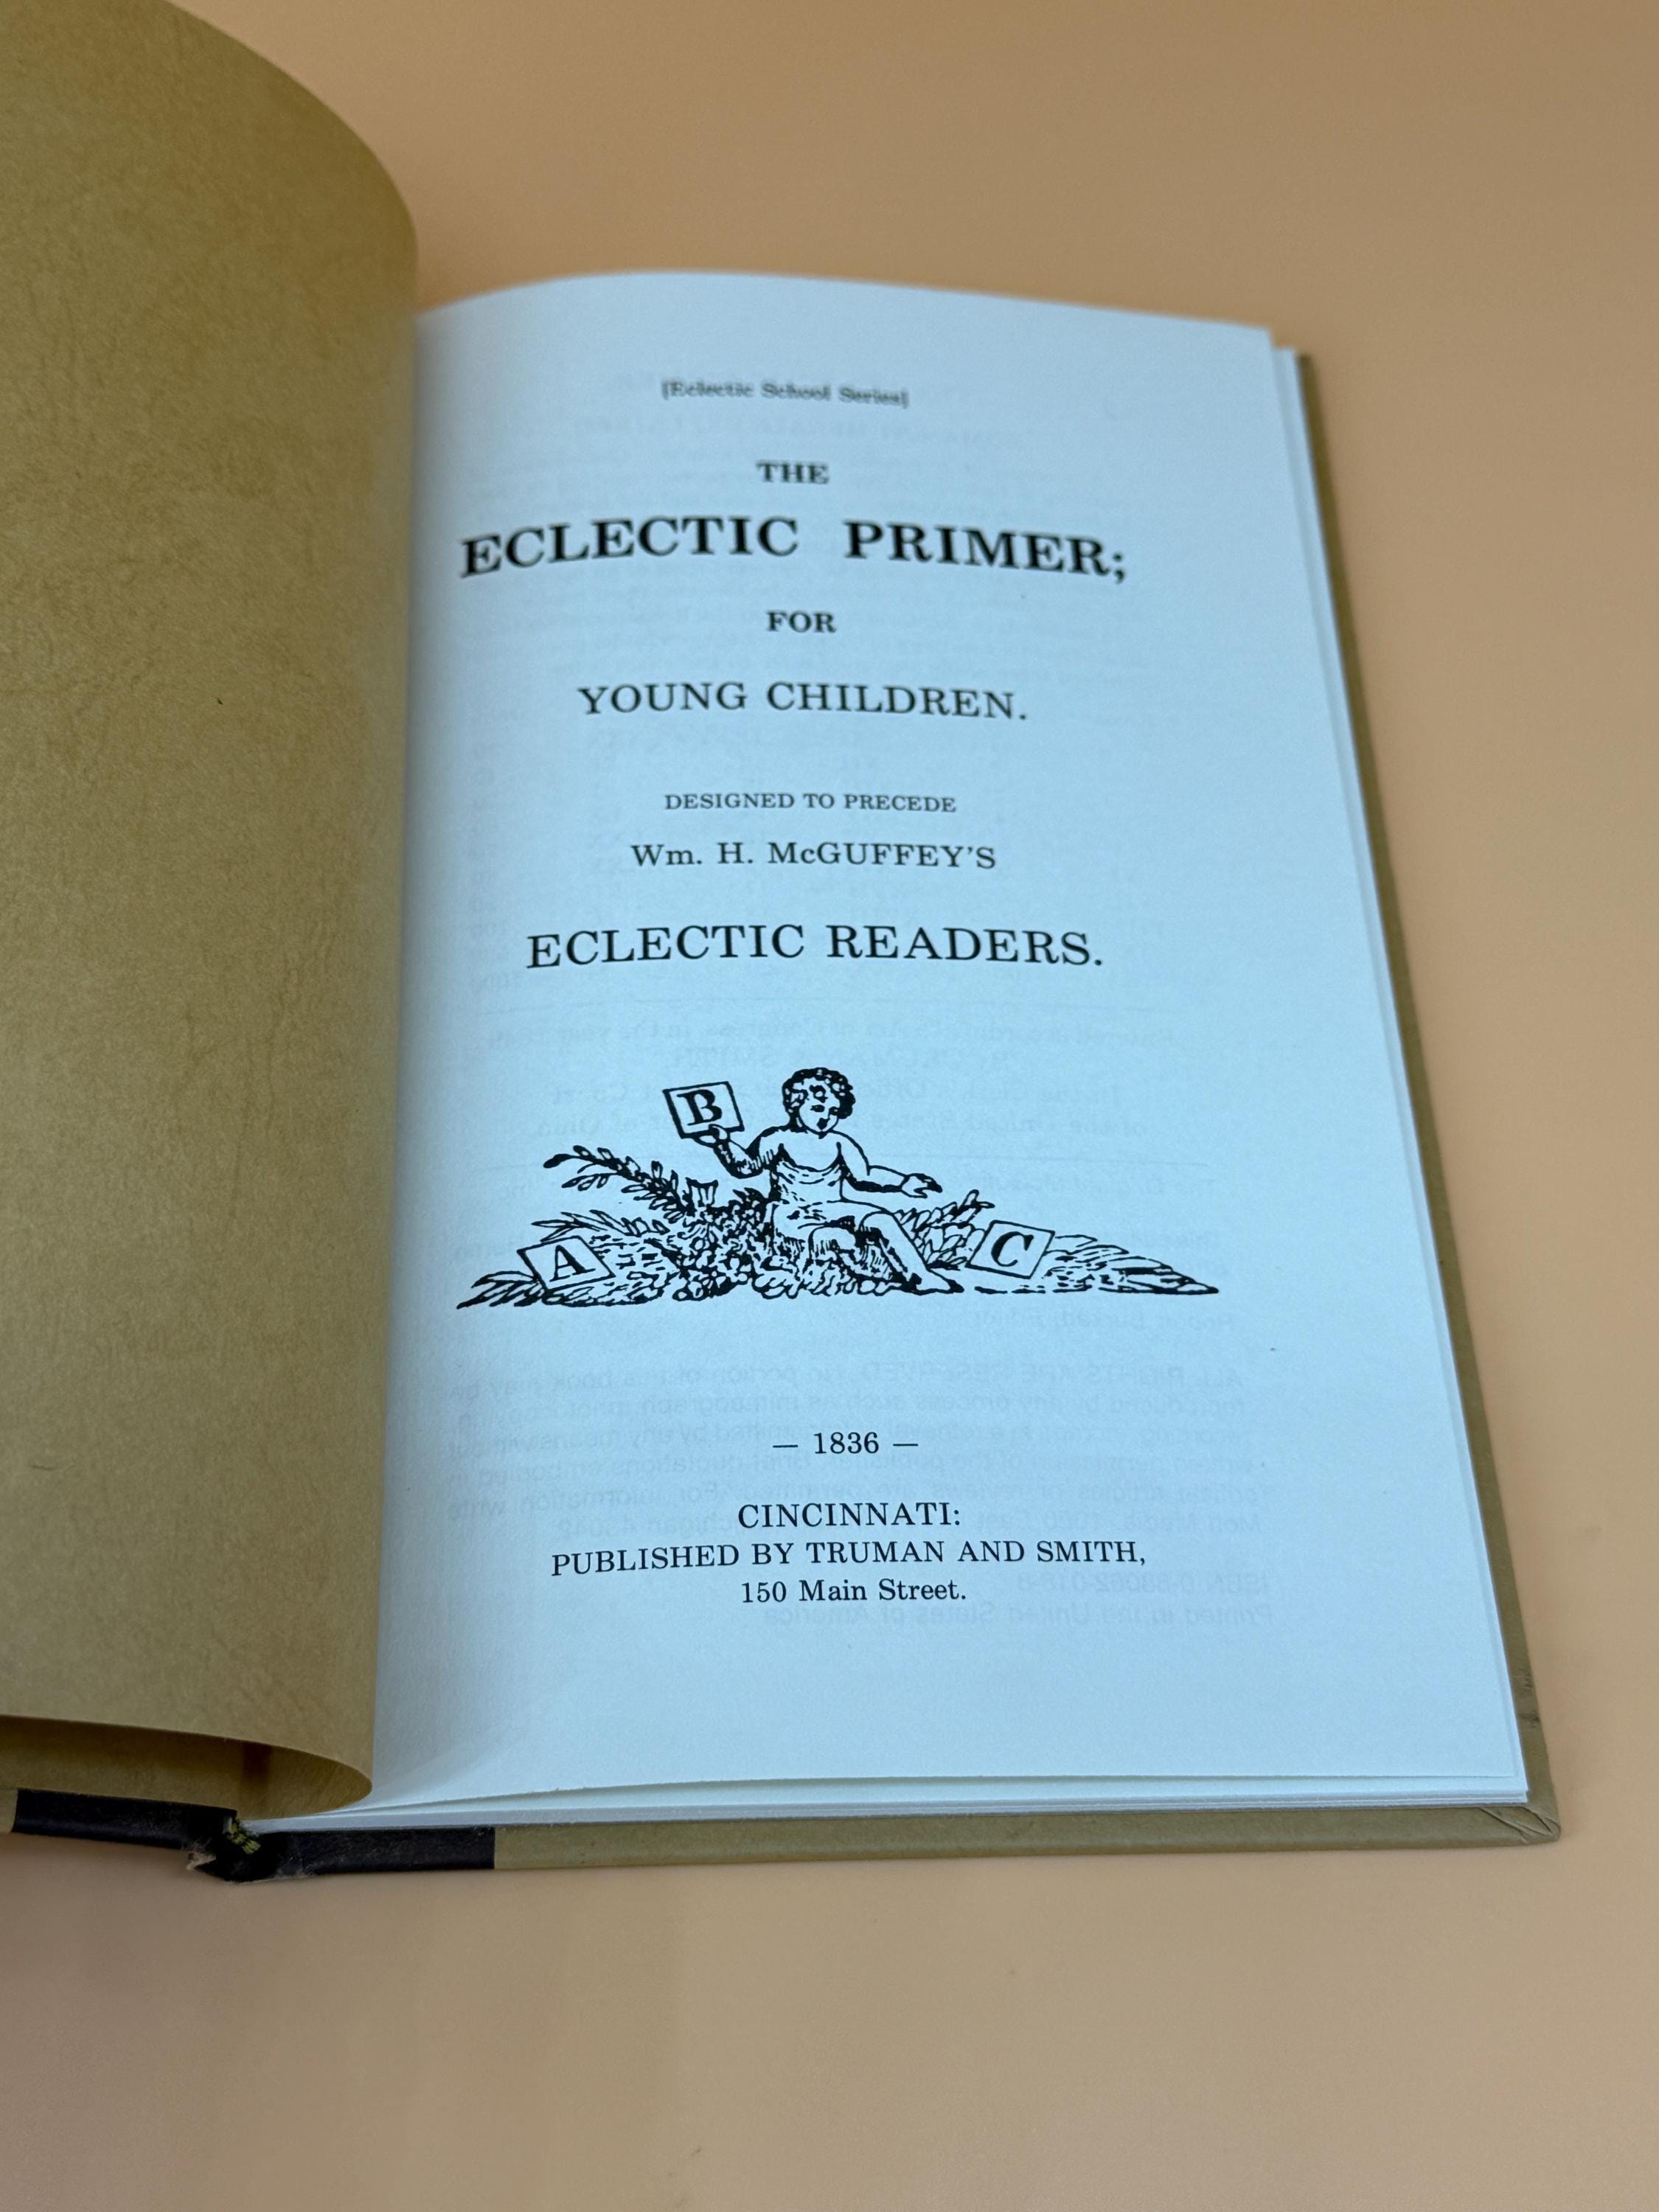 [Eclectic School Series]
THE
ECLECTIC PRIMER;
FOR
YOUNG CHILDREN.
DESIGNED TO PRECEDE
Wm. H. McGUFFEY'S
ECLECTIC READERS.
B
A
C
— 1836 —
CINCINNATI:
PUBLISHED BY TRUMAN AND SMITH,
150 Main Street.